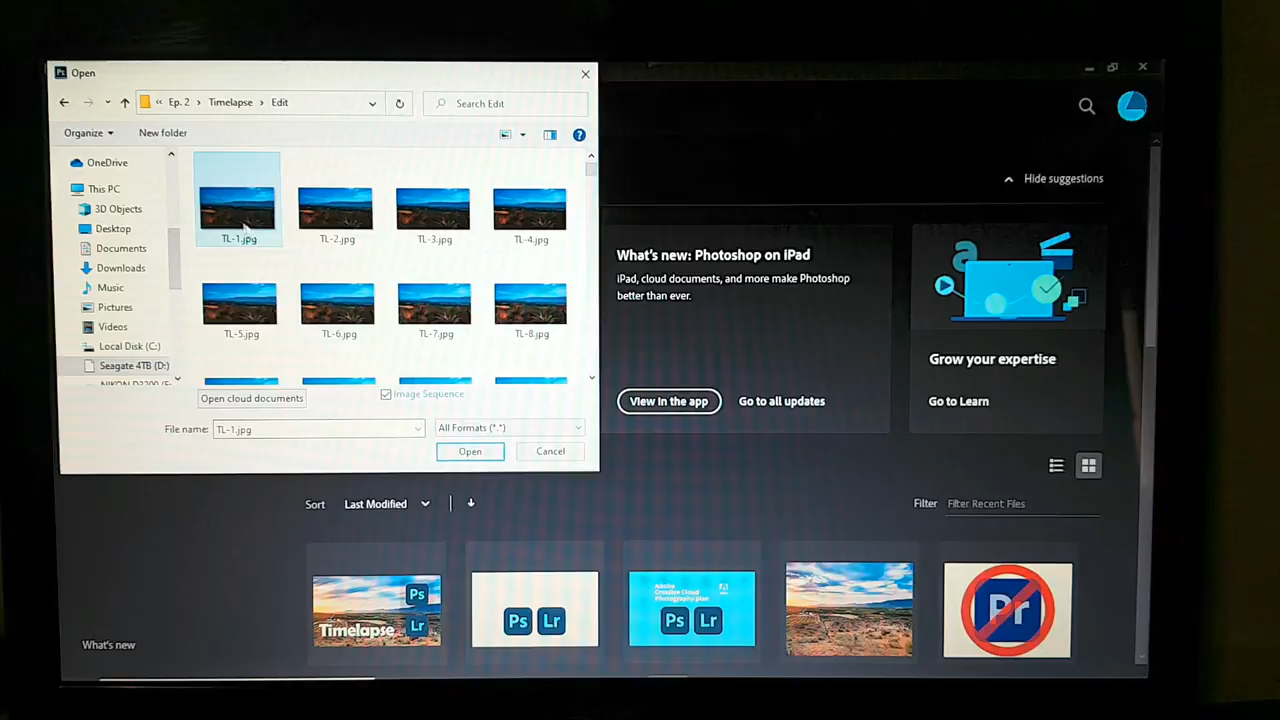 Ps Open
« Ep. 2 › Timelapse › Edit
Search Edit
Organize
New folder
OneDrive
This PC
3D Objects
Desktop
Documents
Downloads
Music
Pictures
Videos
Local Disk (C:)
Seagate 4TB (D:)
TL-1.jpg
TL-2.jpg
TL-3.jpg
TL-4.jpg
TL-5.jpg
TL-6.jpg
TL-7.jpg
TL-8.jpg
Open cloud documents
Image Sequence
File name:
TL-1.jpg
All Formats (*.*)
Open
Cancel
Hide suggestions
What's new: Photoshop on iPad
iPad, cloud documents, and more make Photoshop
better than ever.
View in the app
Go to all updates
Grow your expertise
Go to Learn
Sort
Last Modified
Filter
Filter Recent Files
Timelapse
Ps
Lr
Ps Lr
Adobe
Creative Cloud
Photography plan
Ps Lr
Pr
What's new